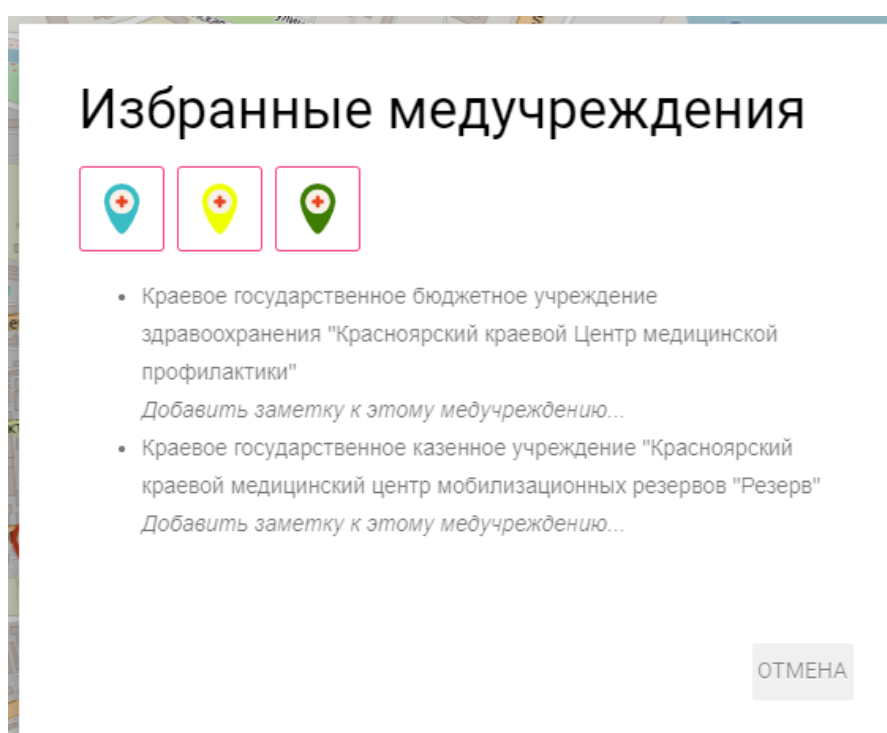 Избранные медучреждения
Краевое государственное бюджетное учреждение
здравоохранения "Красноярский краевой Центр медицинской
профилактики"
Добавить заметку к этому медучреждению...
Краевое государственное казенное учреждение "Красноярский
краевой медицинский центр мобилизационных резервов "Резерв"
Добавить заметку к этому медучреждению...
ОТМЕНА